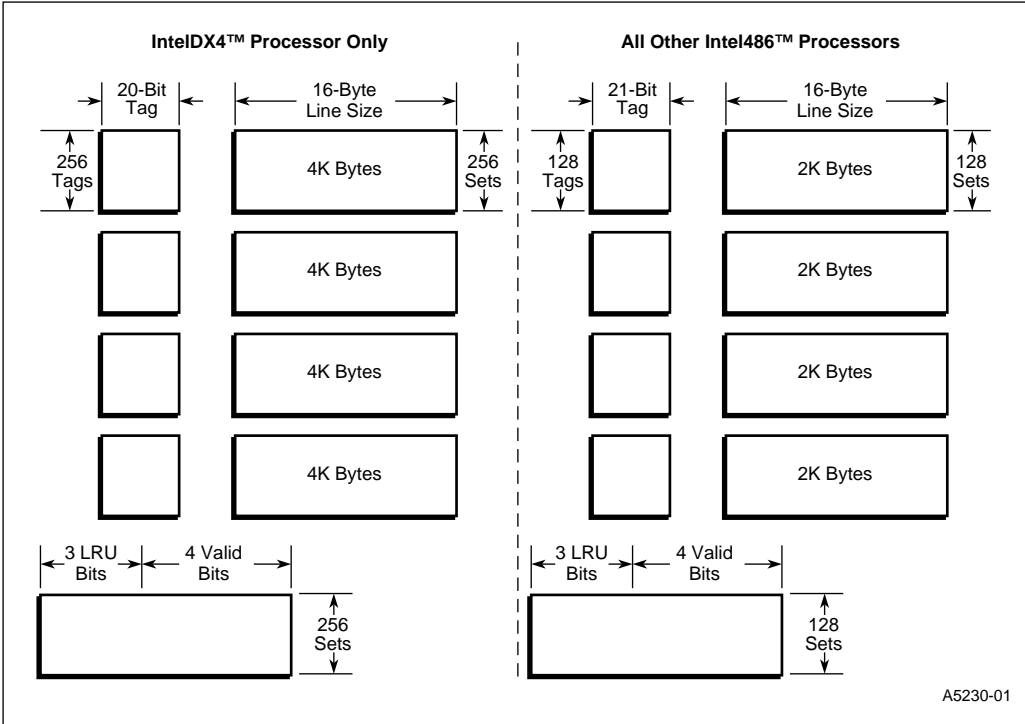 IntelDX4™ Processor Only
20-Bit
Tag
16-Byte
Line Size
256
Tags
4K Bytes
256
Sets
4K Bytes
4K Bytes
4K Bytes
3 LRU
Bits
4 Valid
Bits
256
Sets
All Other Intel486™ Processors
21-Bit
Tag
16-Byte
Line Size
128
Tags
2K Bytes
128
Sets
2K Bytes
2K Bytes
2K Bytes
3 LRU
Bits
4 Valid
Bits
128
Sets
A5230-01